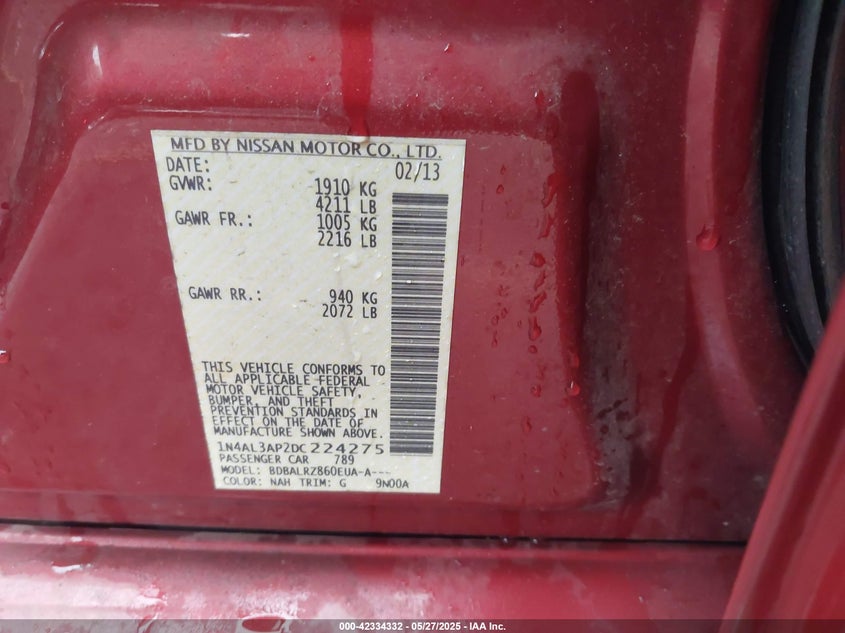 MFD BY NISSAN MOTOR CO., LTD.
DATE: 02/13
GVWR: 1910 KG
4211 LB
GAWR FR.: 1005 KG
2216 LB
GAWR RR.: 940 KG
2072 LB
THIS VEHICLE CONFORMS TO
ALL APPLICABLE FEDERAL
MOTOR VEHICLE SAFETY,
BUMPER, AND THEFT
PREVENTION STANDARDS IN
EFFECT ON THE DATE OF
MANUFACTURE SHOWN ABOVE.
1N4AL3AP2DC224275
PASSENGER CAR 789
MODEL: BDBALRZ860EUA-A---
COLOR: NAH TRIM: G 9N00A
000-42334332 - 05/27/2025 - © IAA Inc.